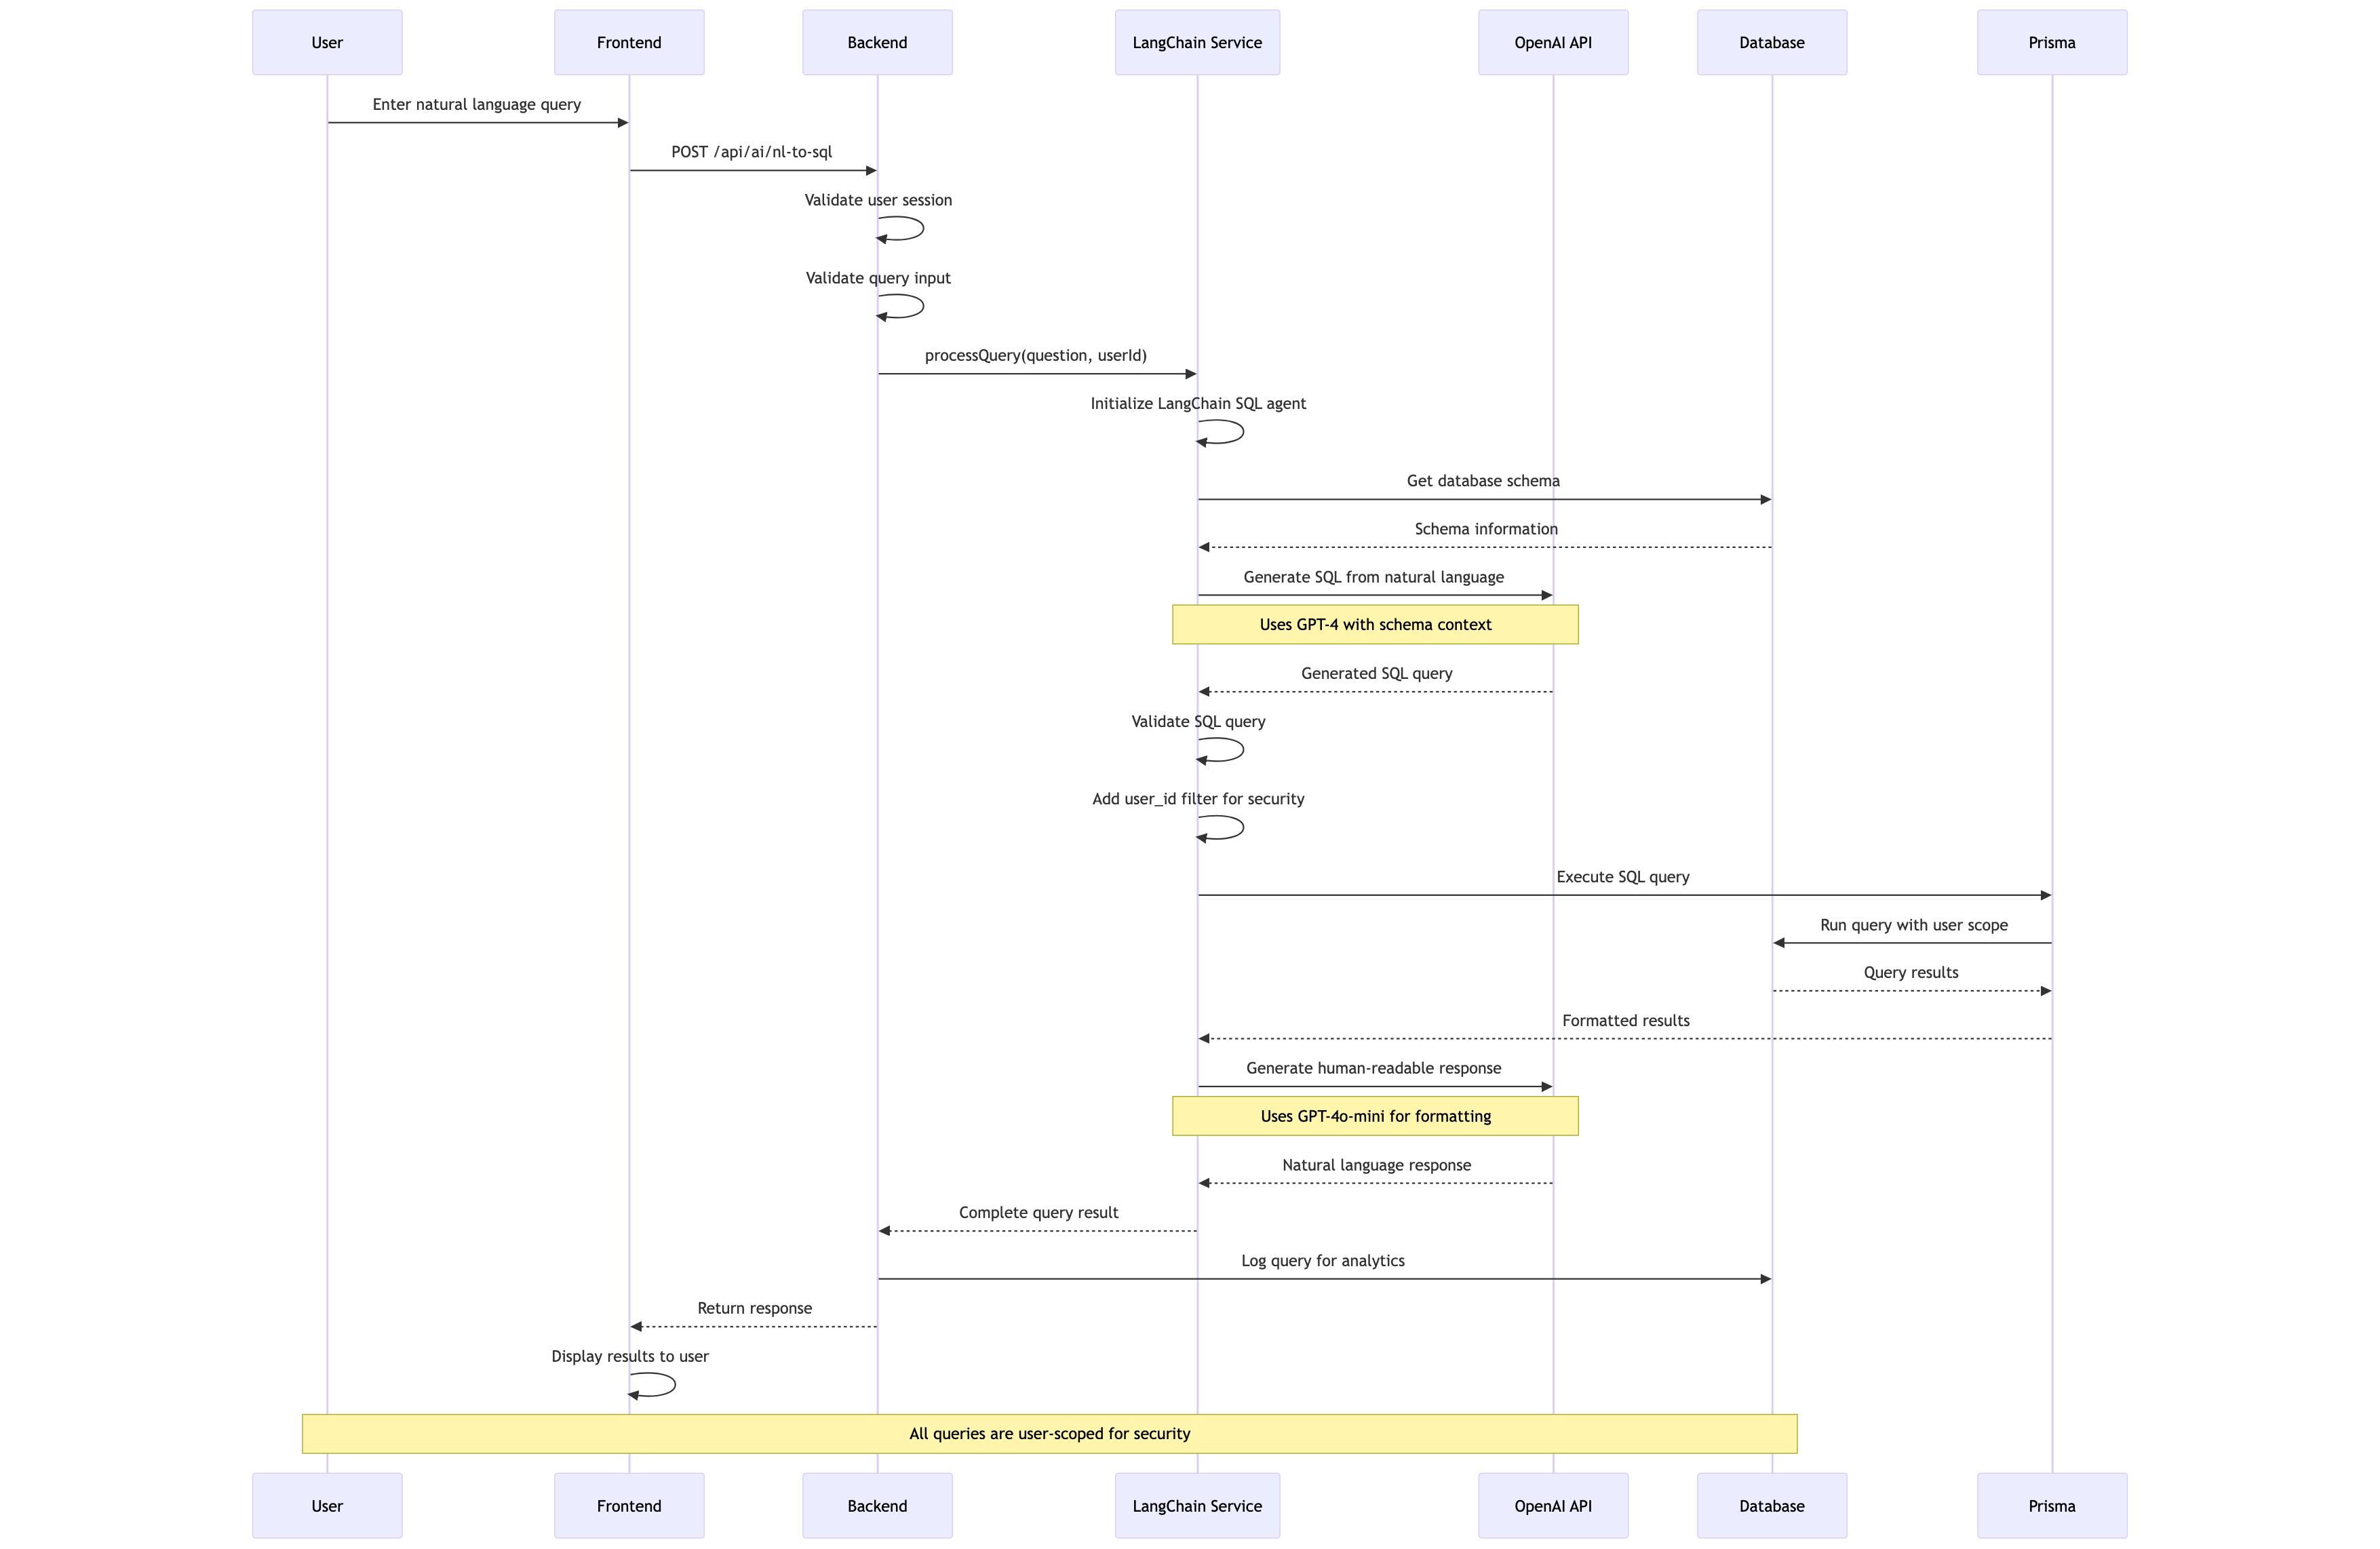 User
Frontend
Backend
LangChain Service
OpenAI API
Database
Prisma
Enter natural language query
POST /api/ai/nl-to-sql
Validate user session
Validate query input
processQuery(question, userId)
Initialize LangChain SQL agent
Get database schema
Schema information
Generate SQL from natural language
Uses GPT-4 with schema context
Generated SQL query
Validate SQL query
Add user_id filter for security
Execute SQL query
Run query with user scope
Query results
Formatted results
Generate human-readable response
Uses GPT-4o-mini for formatting
Natural language response
Complete query result
Log query for analytics
Return response
Display results to user
All queries are user-scoped for security
User
Frontend
Backend
LangChain Service
OpenAI API
Database
Prisma